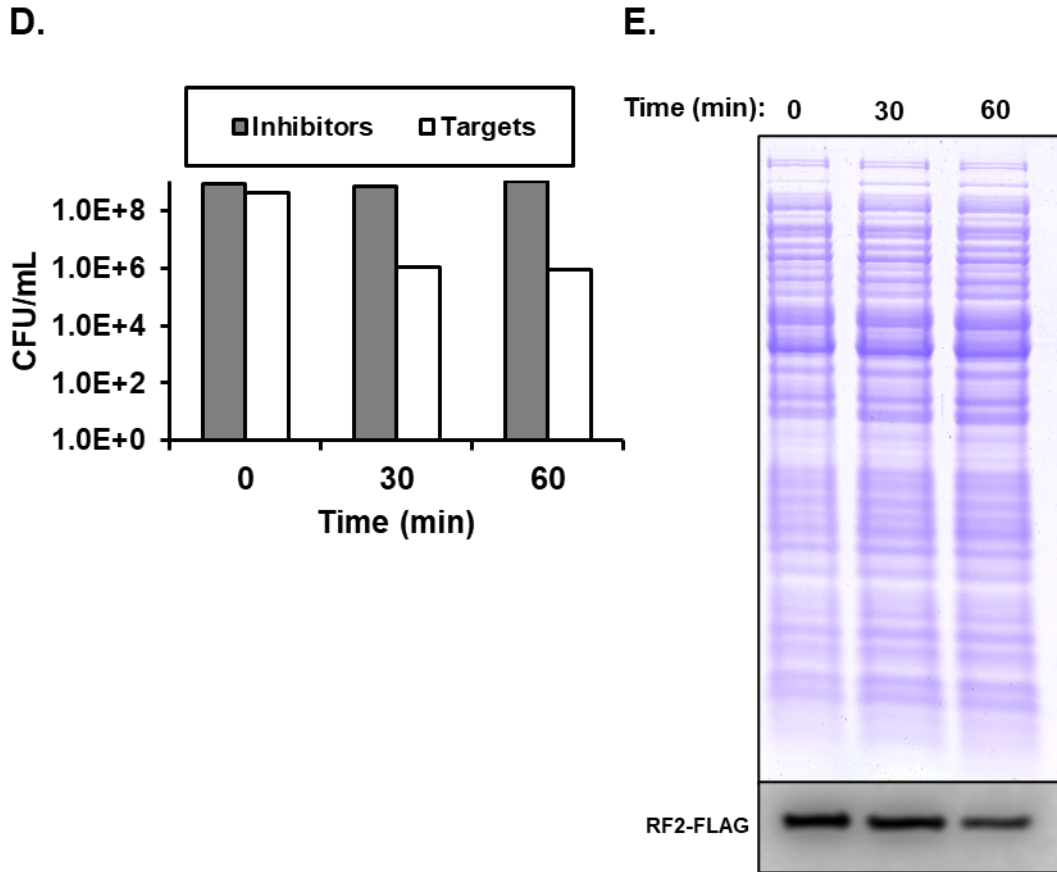 D.
Inhibitors Targets
1.0E+8
1.0E+6
1.0E+4
1.0E+2
1.0E+0
CFU/mL
0 30 60
Time (min)
E.
Time (min): 0 30 60
RF2-FLAG